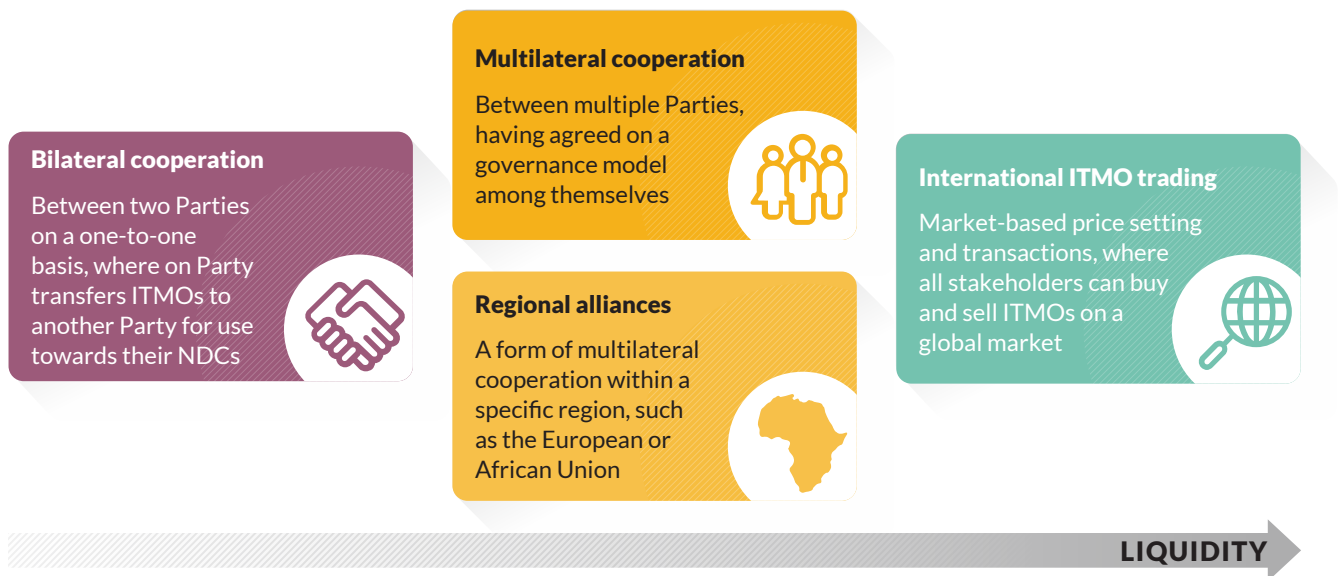 Bilateral cooperation
Between two Parties
on a one-to-one
basis, where on Party
transfers ITMOs to
another Party for use
towards their NDCs
Multilateral cooperation
Between multiple Parties,
having agreed on a
governance model
among themselves
Regional alliances
A form of multilateral
cooperation within a
specific region, such
as the European or
African Union
International ITMO trading
Market-based price setting
and transactions, where
all stakeholders can buy
and sell ITMOs on a
global market
LIQUIDITY